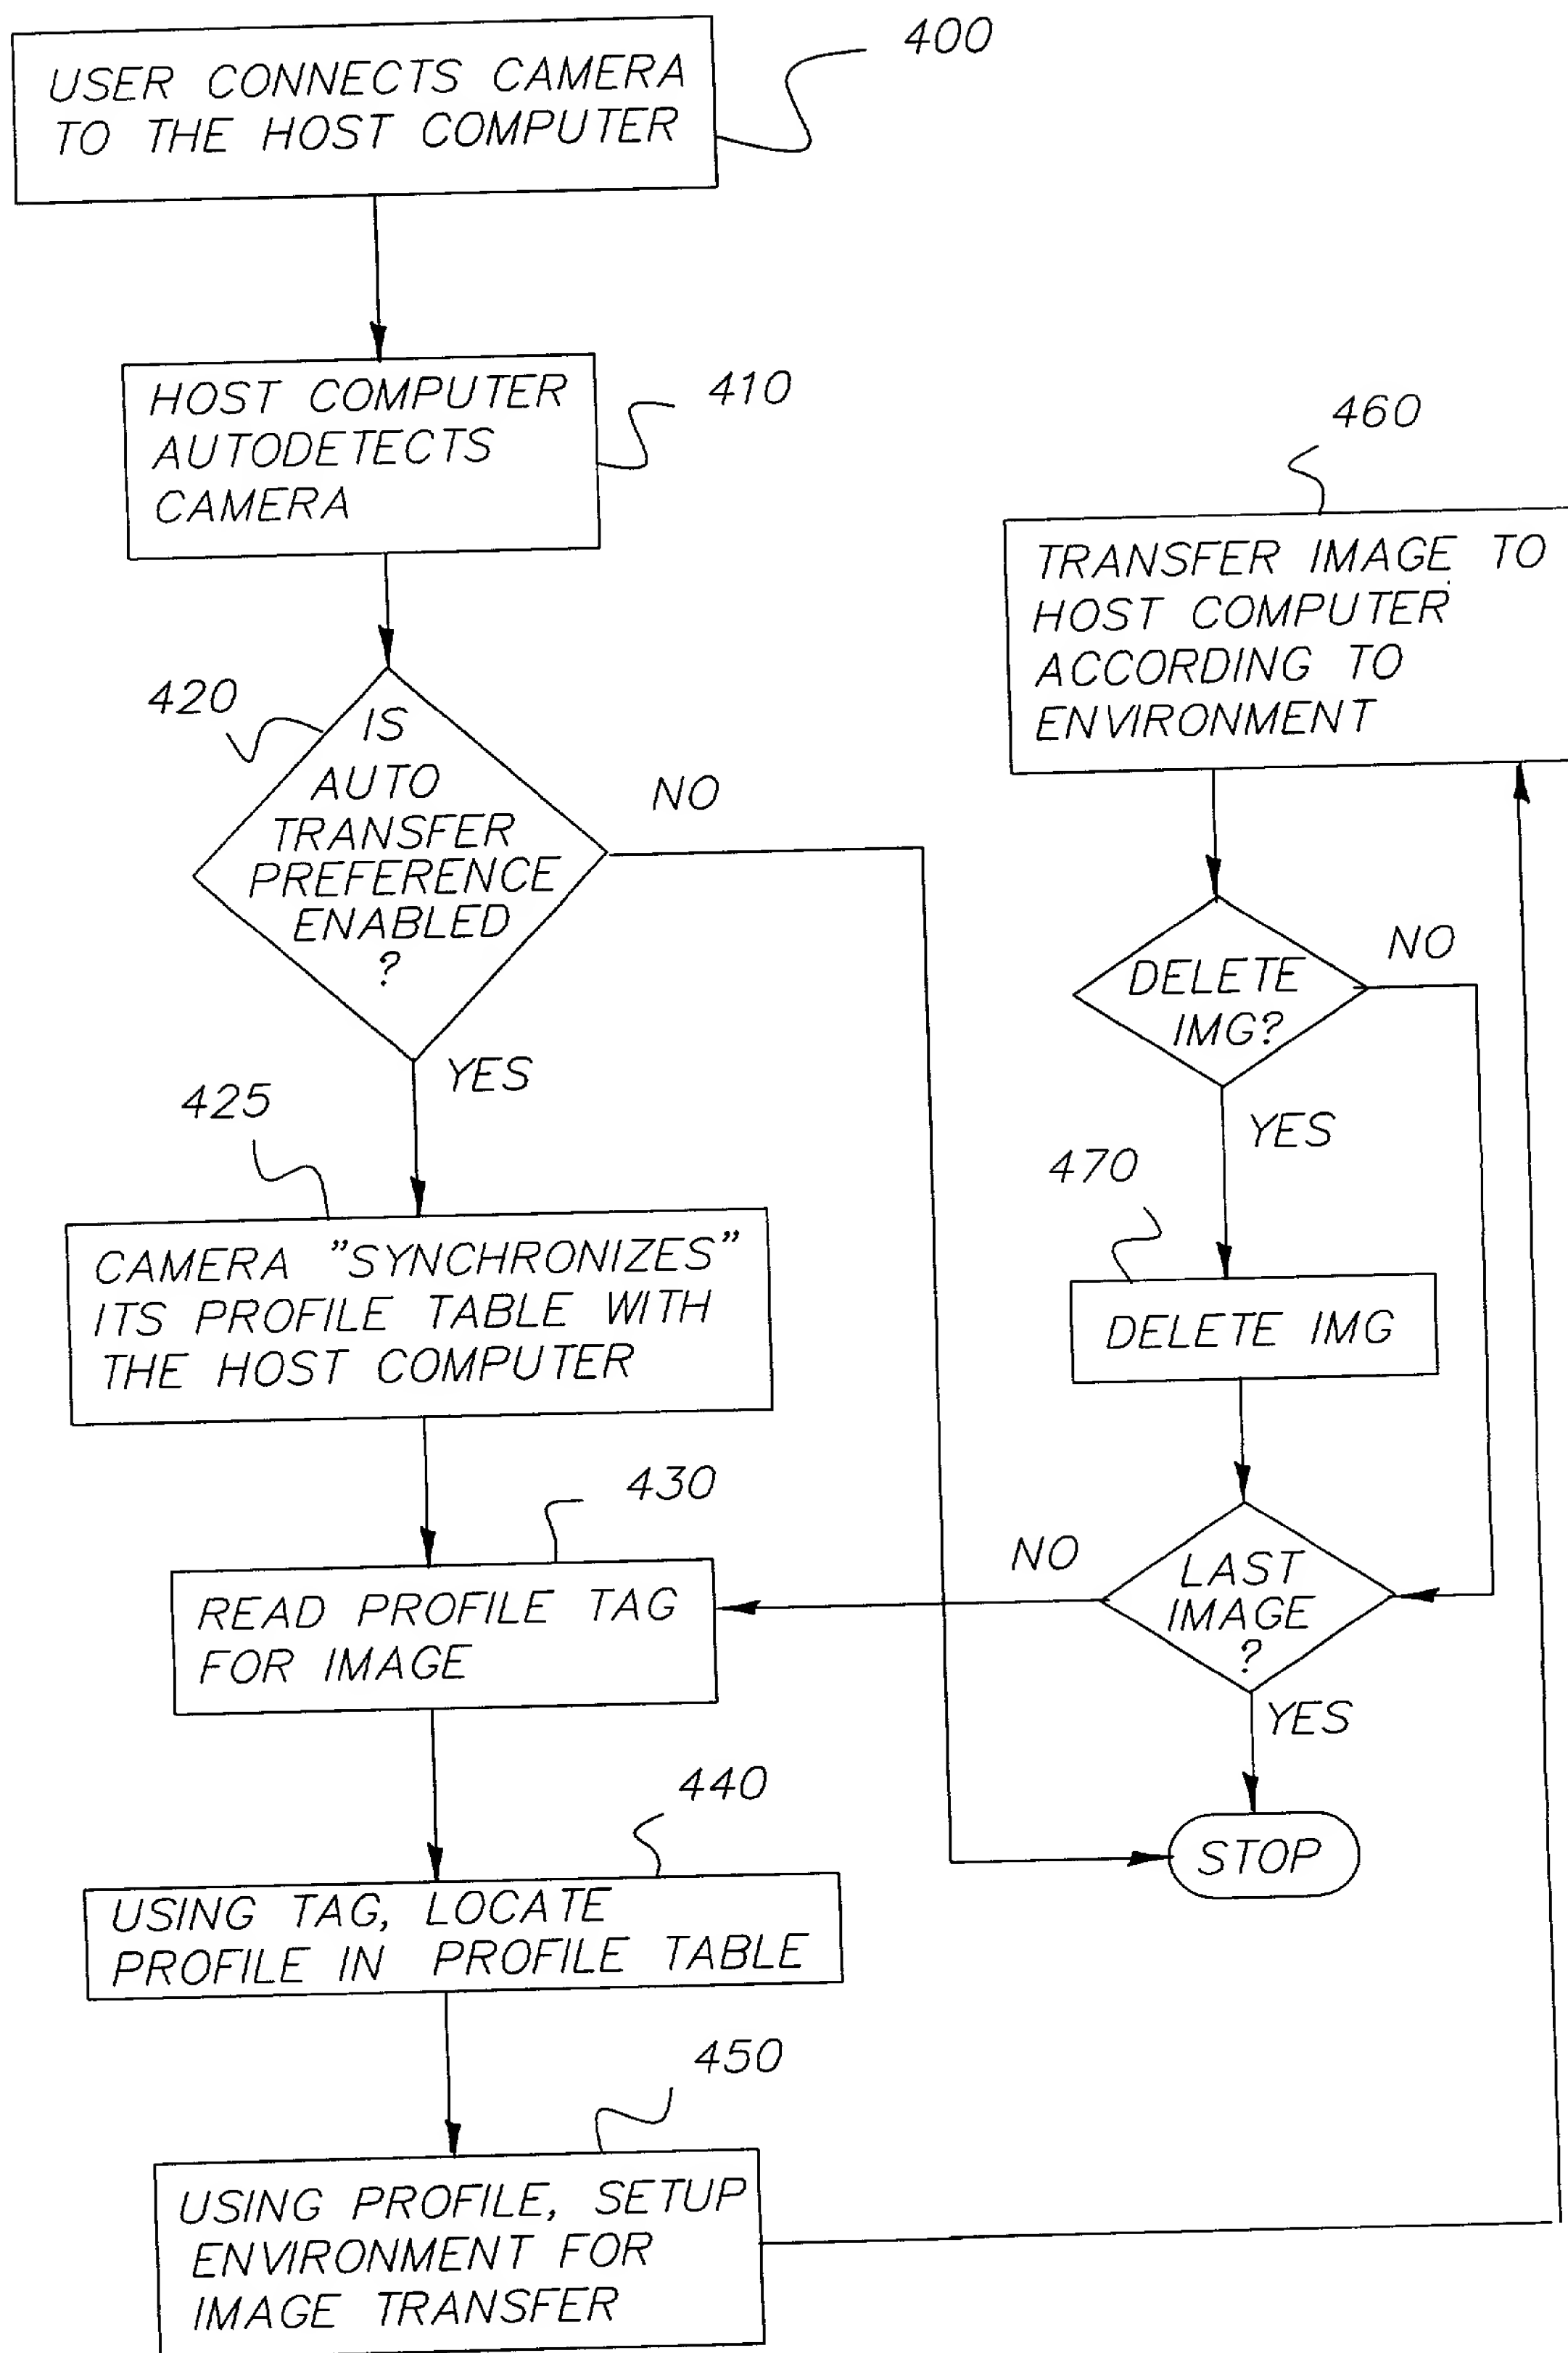 400
USER CONNECTS CAMERA
TO THE HOST COMPUTER
410
HOST COMPUTER
AUTODETECTS
CAMERA
420
IS
AUTO
TRANSFER
PREFERENCE
ENABLED
?
NO
YES
425
CAMERA "SYNCHRONIZES"
ITS PROFILE TABLE WITH
THE HOST COMPUTER
430
READ PROFILE TAG
FOR IMAGE
440
USING TAG, LOCATE
PROFILE IN PROFILE TABLE
450
USING PROFILE, SETUP
ENVIRONMENT FOR
IMAGE TRANSFER
460
TRANSFER IMAGE TO
HOST COMPUTER
ACCORDING TO
ENVIRONMENT
DELETE
IMG?
NO
YES
470
DELETE IMG
LAST
IMAGE
?
NO
YES
STOP